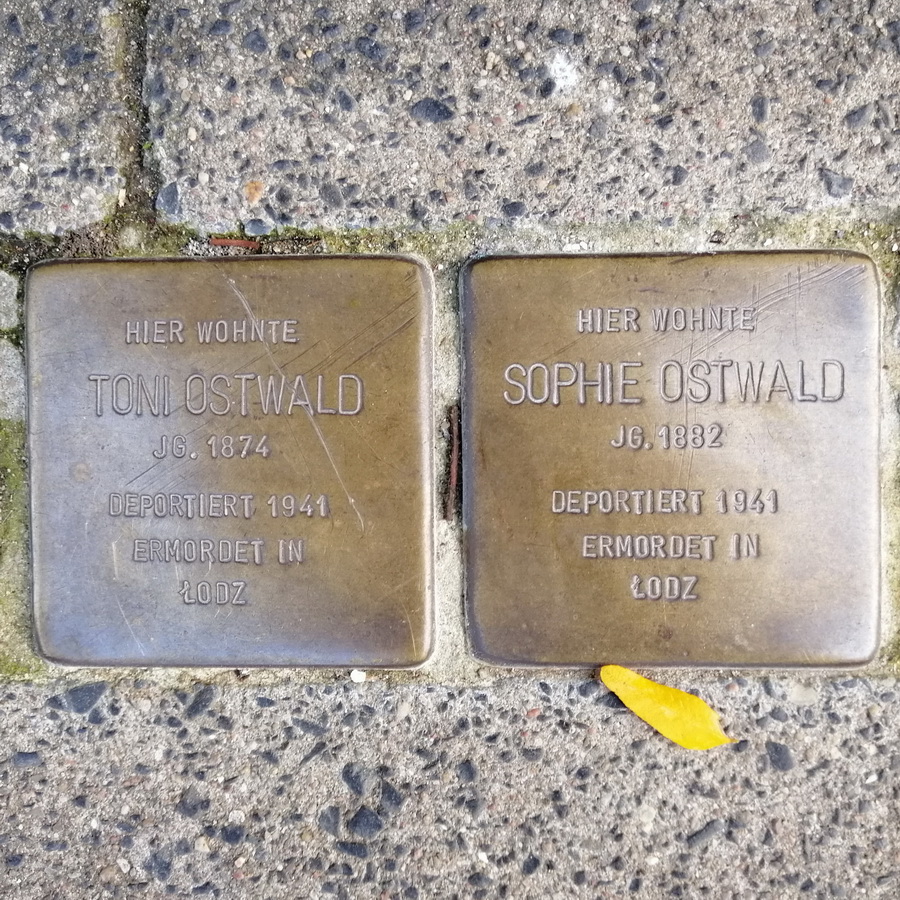 HIER WOHNTE
TONI OSTWALD
JG. 1874
DEPORTIERT 1941
ERMORDET IN
ŁODZ
HIER WOHNTE
SOPHIE OSTWALD
JG. 1882
DEPORTIERT 1941
ERMORDET IN
ŁODZ